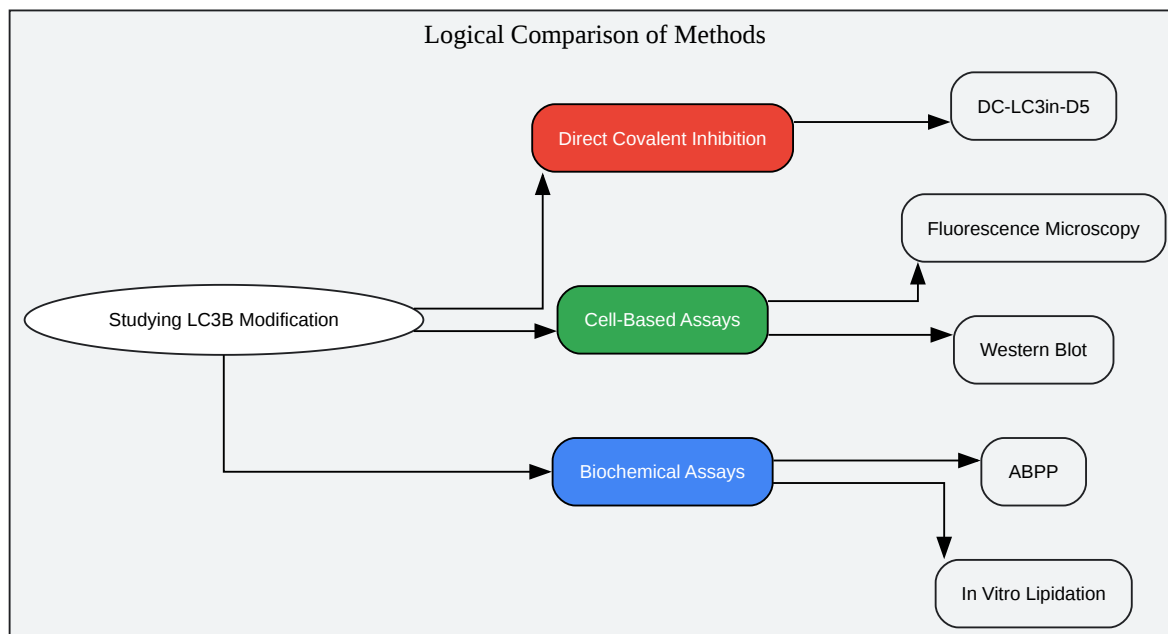 Logical Comparison of Methods
DC-LC3in-D5
Direct Covalent Inhibition
Fluorescence Microscopy
Studying LC3B Modification
Cell-Based Assays
Western Blot
Biochemical Assays
ABPP
In Vitro Lipidation